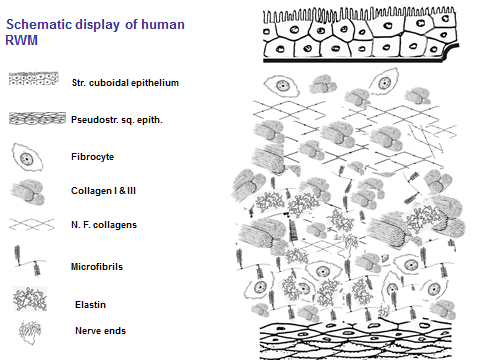 Schematic display of human
RWM
Str. cuboidal epithelium
Pseudostr. sq. epith.
Fibrocyte
Collagen I & III
N. F. collagens
Microfibrils
Elastin
Nerve ends